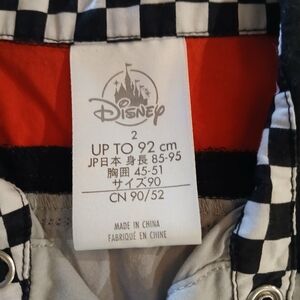 Disney
2
UP TO 92 cm
JP日本 身長 85-95
胸囲 45-51
サイズ90
CN 90/52
MADE IN CHINA
FABRIQUÉ EN CHINE